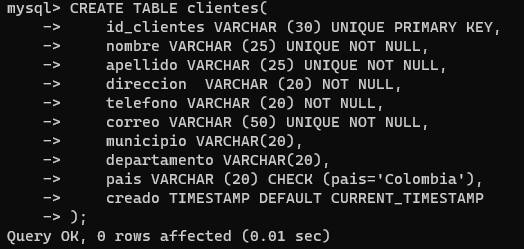 mysql> CREATE TABLE clientes(
    ->     id_clientes VARCHAR (30) UNIQUE PRIMARY KEY,
    ->     nombre VARCHAR (25) UNIQUE NOT NULL,
    ->     apellido VARCHAR (25) UNIQUE NOT NULL,
    ->     direccion  VARCHAR (20) NOT NULL,
    ->     telefono VARCHAR (20) NOT NULL,
    ->     correo VARCHAR (50) UNIQUE NOT NULL,
    ->     municipio VARCHAR(20),
    ->     departamento VARCHAR(20),
    ->     pais VARCHAR (20) CHECK (pais='Colombia'),
    ->     creado TIMESTAMP DEFAULT CURRENT_TIMESTAMP
    -> );
Query OK, 0 rows affected (0.01 sec)